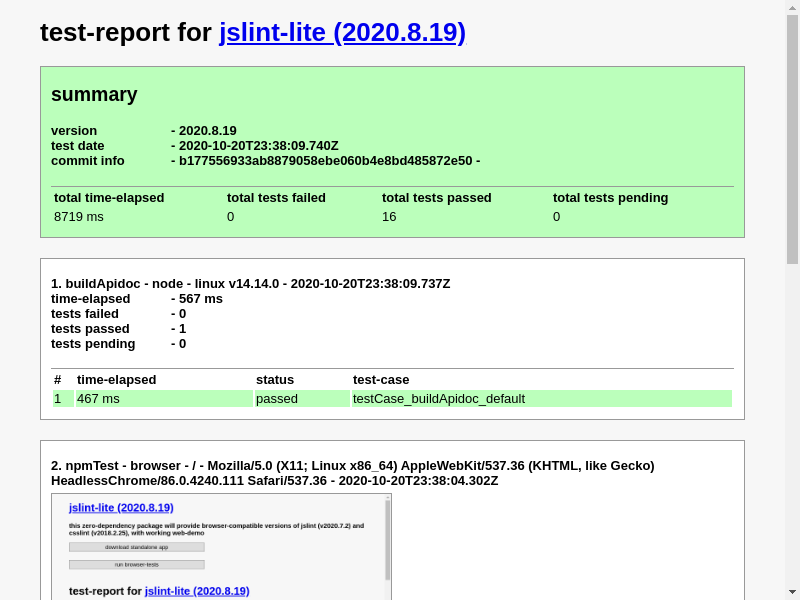 test-report for jslint-lite (2020.8.19)
summary
version - 2020.8.19
test date - 2020-10-20T23:38:09.740Z
commit info - b177556933ab8879058ebe060b4e8bd485872e50 -
total time-elapsed total tests failed total tests passed total tests pending
8719 ms 0 16 0
1. buildApidoc - node - linux v14.14.0 - 2020-10-20T23:38:09.737Z
time-elapsed - 567 ms
tests failed - 0
tests passed - 1
tests pending - 0
# time-elapsed status test-case
1 467 ms passed testCase_buildApidoc_default
2. npmTest - browser - / - Mozilla/5.0 (X11; Linux x86_64) AppleWebKit/537.36 (KHTML, like Gecko)
HeadlessChrome/86.0.4240.111 Safari/537.36 - 2020-10-20T23:38:04.302Z
jslint-lite (2020.8.19)
this zero-dependency package will provide browser-compatible versions of jslint (v2020.7.2) and
csslint (v2018.2.25), with working web-demo
download standalone app
run browser-tests
test-report for jslint-lite (2020.8.19)